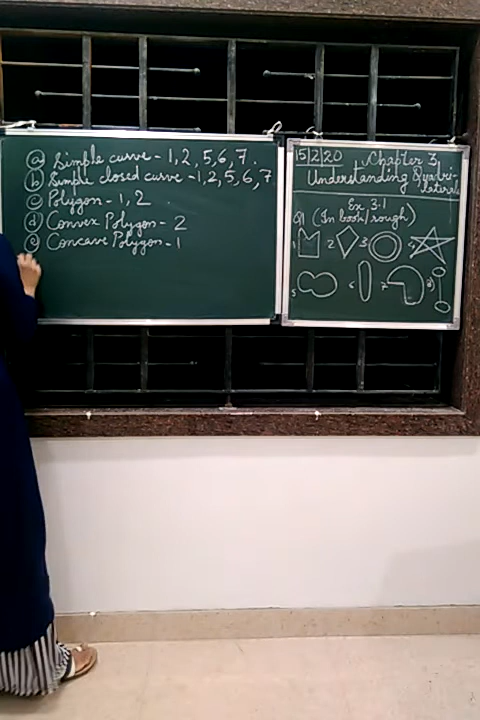 (a) Simple curve - 1, 2, 5, 6, 7.
(b) Simple closed curve - 1, 2, 5, 6, 7
(c) Polygon - 1, 2
(d) Convex Polygon - 2
(e) Concave Polygon - 1
15/2/20 Chapter 3
Understanding Quadri-
laterals
Ex 3.1
Q1 (In book/rough)
1 2 3 4
5 6 7 8)